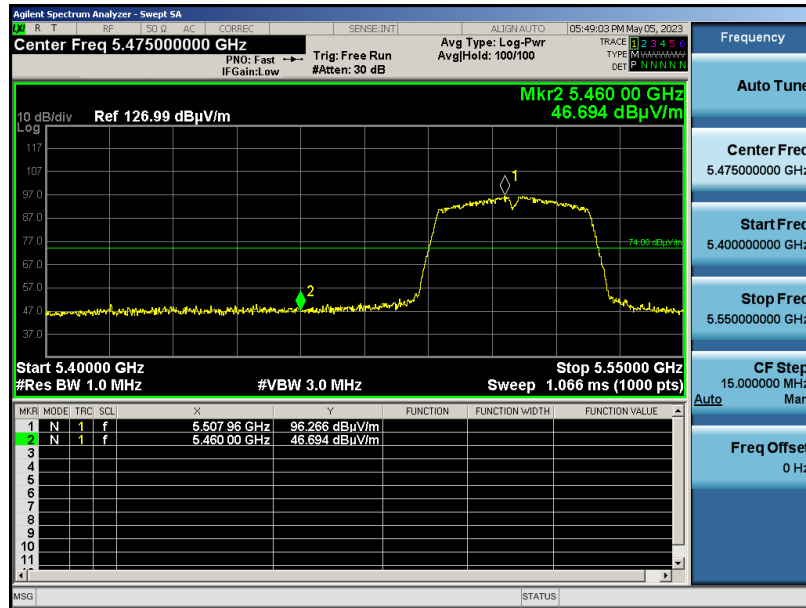 Agilent Spectrum Analyzer - Swept SA
LXI R T RF 50 Ω AC CORREC SENSE:INT ALIGN AUTO 05:49:03 PM May 05, 2023
Center Freq 5.475000000 GHz
PNO: Fast
IFGain:Low
Trig: Free Run
#Atten: 30 dB
Avg Type: Log-Pwr
Avg|Hold: 100/100
TRACE 1 2 3 4 5 6
TYPE M WWWWW
DET P N N N N N
Mkr2 5.460 00 GHz
46.694 dBµV/m
10 dB/div
Log
Ref 126.99 dBµV/m
117
107
97.0
87.0
77.0
67.0
57.0
47.0
37.0
1
2
74.00 dBµV/m
Start 5.40000 GHz
Stop 5.55000 GHz
#Res BW 1.0 MHz
#VBW 3.0 MHz
Sweep 1.066 ms (1000 pts)
MKR MODE TRC SCL X Y FUNCTION FUNCTION WIDTH FUNCTION VALUE
1 N 1 f 5.507 96 GHz 96.266 dBµV/m
2 N 1 f 5.460 00 GHz 46.694 dBµV/m
3
4
5
6
7
8
9
10
11
MSG
STATUS
Frequency
Auto Tune
Center Freq
5.475000000 GHz
Start Freq
5.400000000 GHz
Stop Freq
5.550000000 GHz
CF Step
15.000000 MHz
Auto Man
Freq Offset
0 Hz